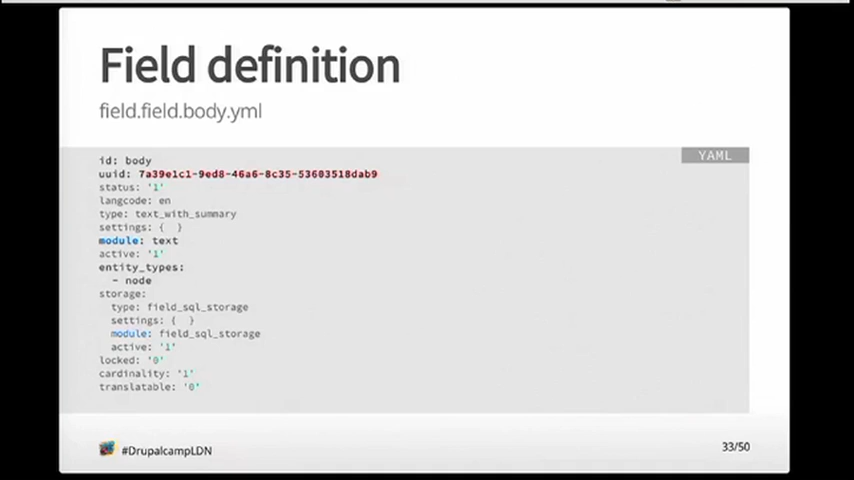 Field definition
field.field.body.yml
YAML
id: body
uuid: 7a39e1c1-9ed8-46a6-8c35-53603518dab9
status: '1'
langcode: en
type: text_with_summary
settings: { }
module: text
active: '1'
entity_types:
- node
storage:
type: field_sql_storage
settings: { }
module: field_sql_storage
active: '1'
locked: '0'
cardinality: '1'
translatable: '0'
#DrupalcampLDN
33/50